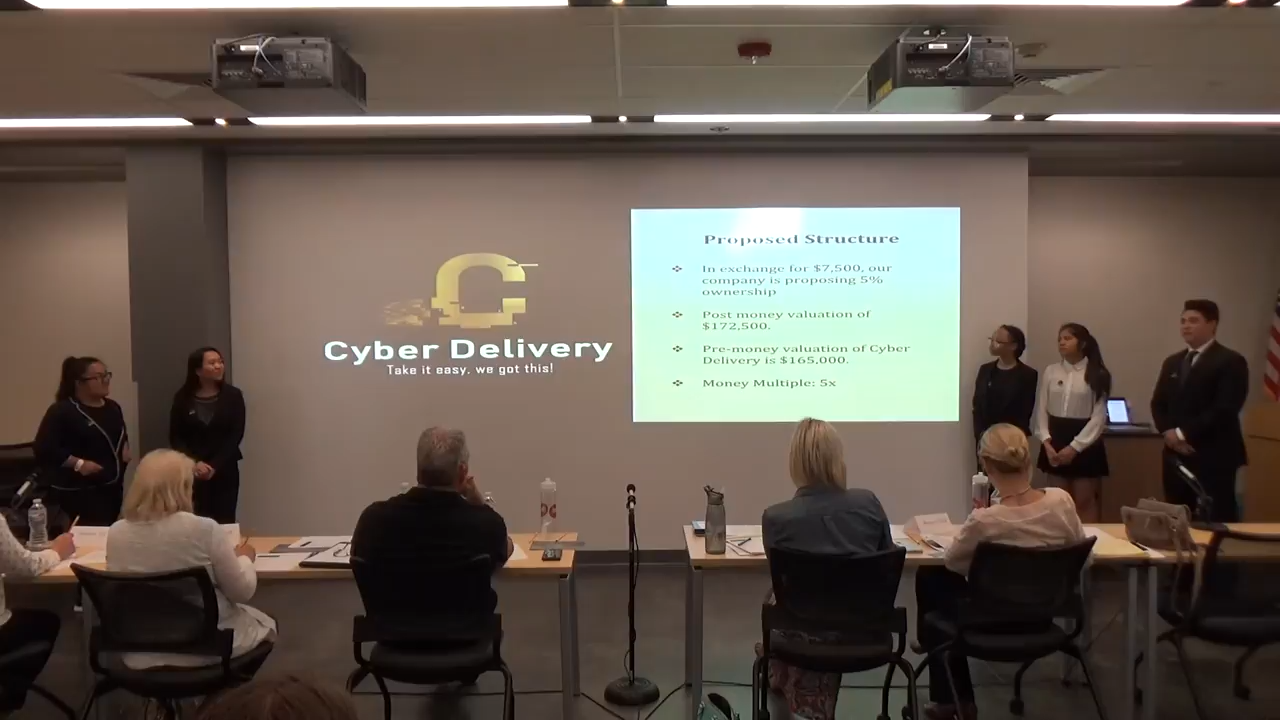 Cyber Delivery
Take it easy, we got this!
Proposed Structure
❖ In exchange for $7,500, our
company is proposing 5%
ownership
❖ Post money valuation of
$172,500.
❖ Pre-money valuation of Cyber
Delivery is $165,000.
❖ Money Multiple: 5x